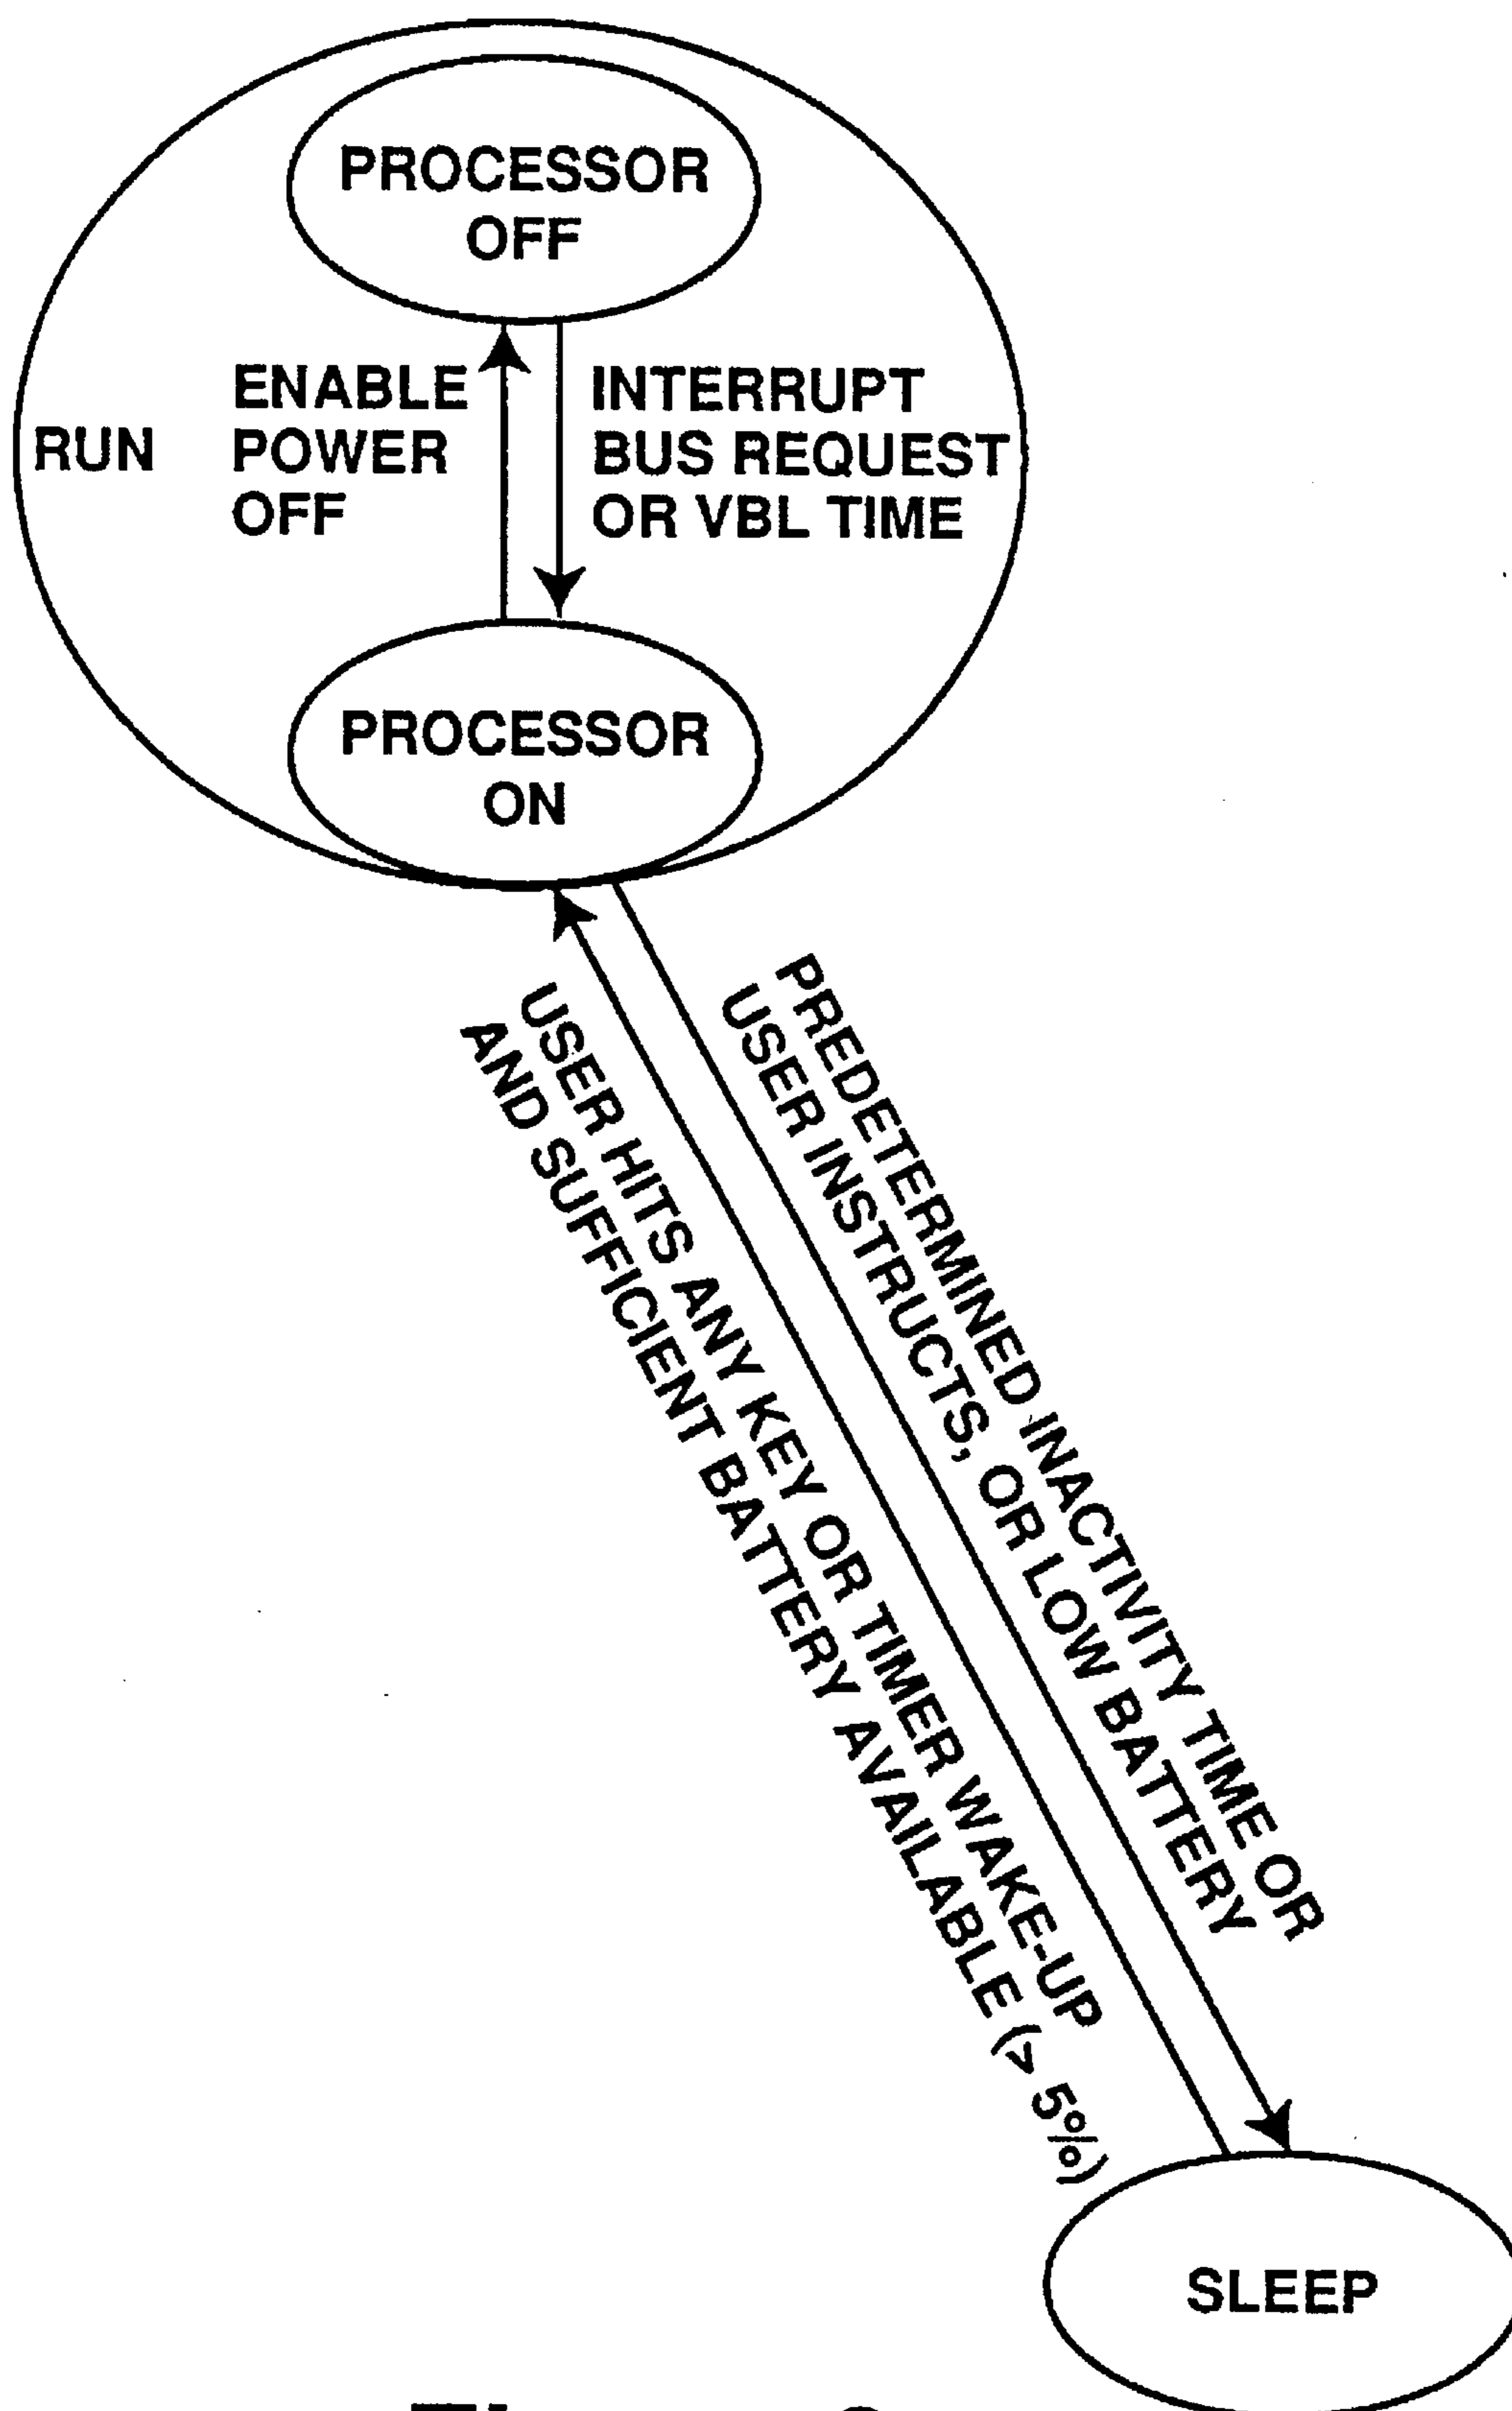 PROCESSOR
OFF
ENABLE
POWER
OFF
INTERRUPT
BUS REQUEST
OR VBL TIME
RUN
PROCESSOR
ON
PREDETERMINED INACTIVITY TIME OR
USER INSTRUCTS, OR LOW BATTERY
USER HITS ANY KEY OR TIMER WAKE-UP
AND SUFFICIENT BATTERY AVAILABLE (> 5%)
SLEEP